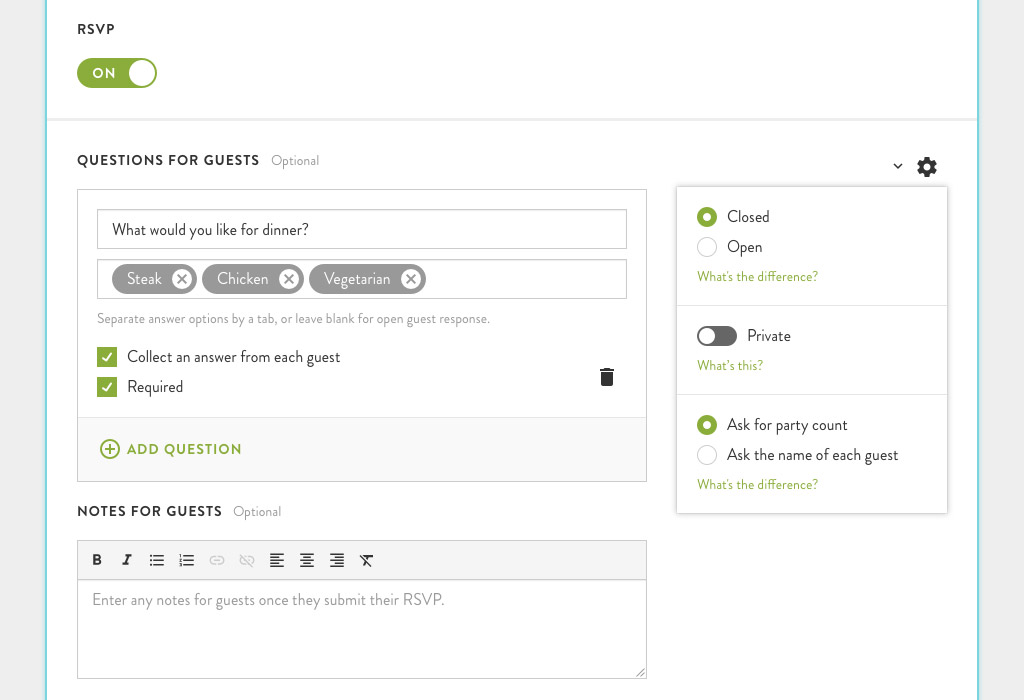 RSVP
ON
QUESTIONS FOR GUESTS Optional
What would you like for dinner?
Steak Chicken Vegetarian
Separate answer options by a tab, or leave blank for open guest response.
Collect an answer from each guest
Required
ADD QUESTION
Closed
Open
What's the difference?
Private
What's this?
Ask for party count
Ask the name of each guest
What's the difference?
NOTES FOR GUESTS Optional
B I
Enter any notes for guests once they submit their RSVP.